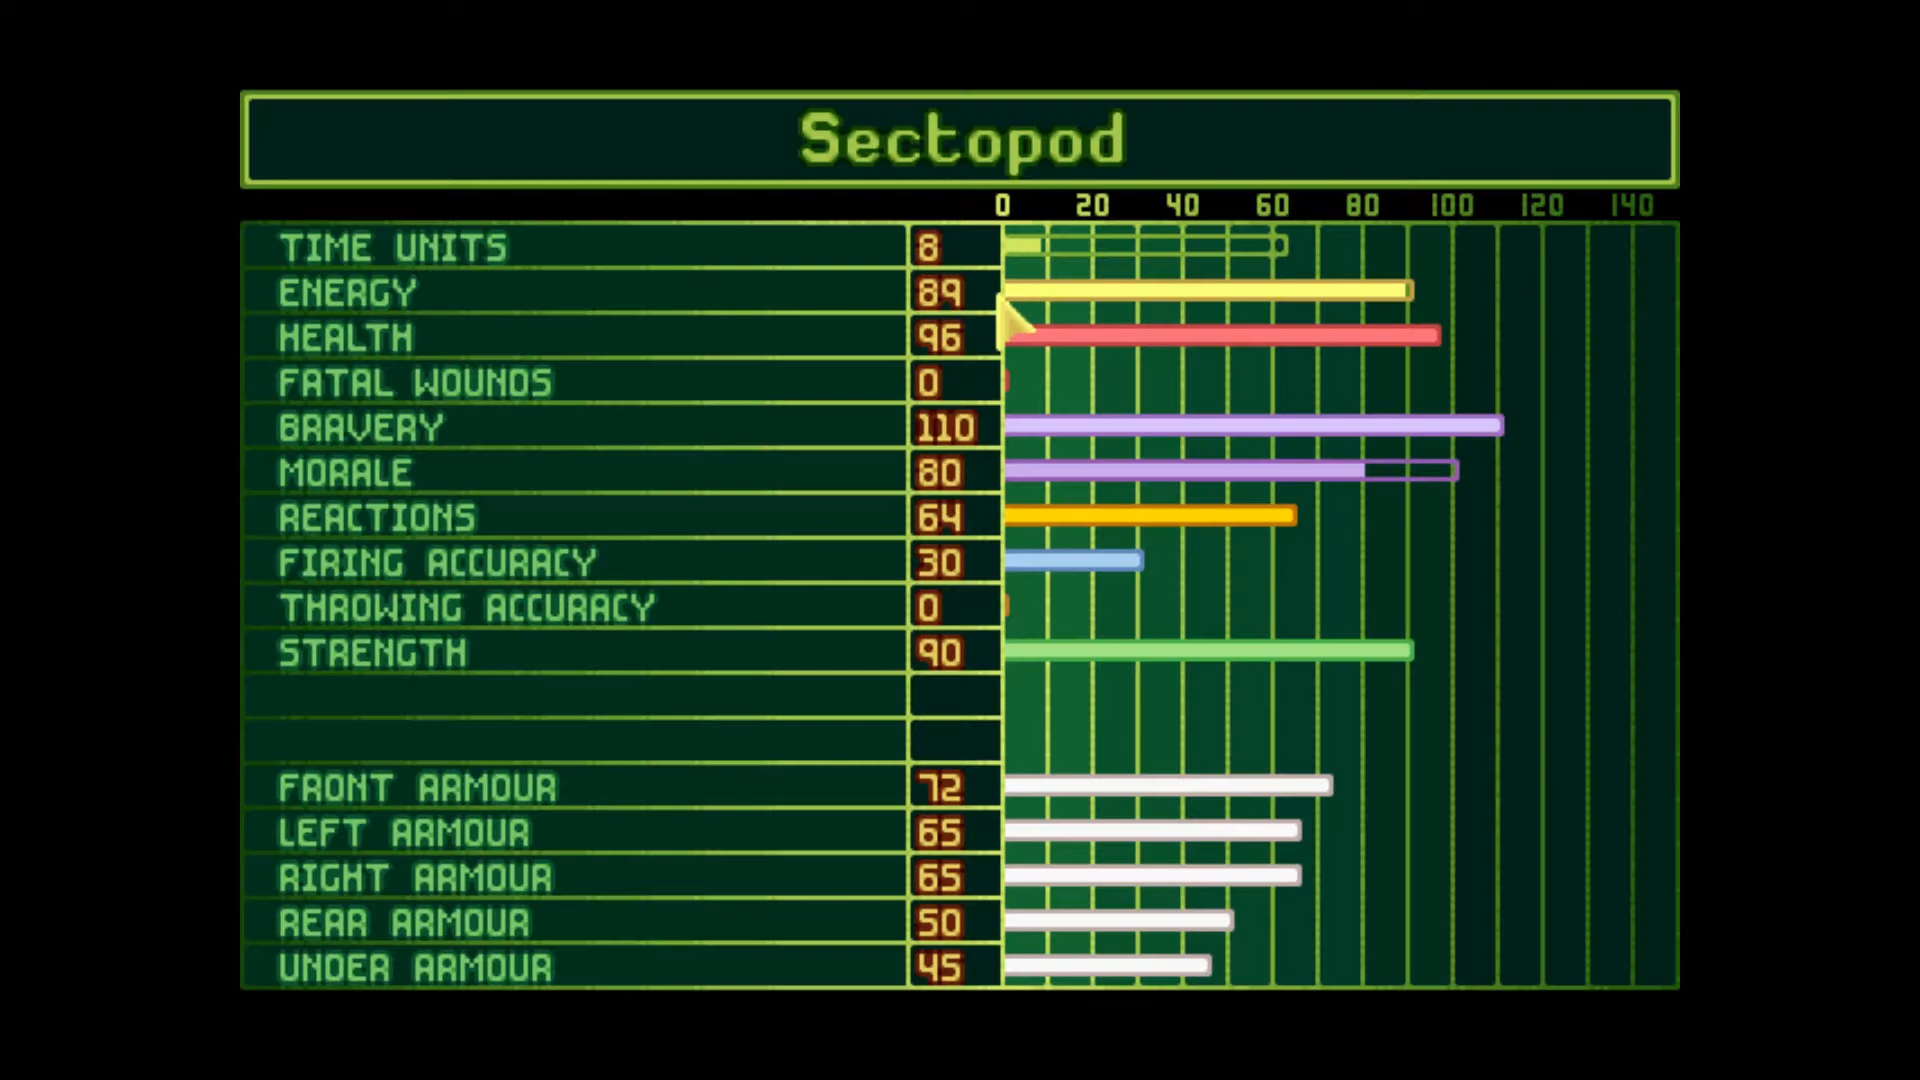 Sectopod
0 20 40 60 80 100 120 140
TIME UNITS 8
ENERGY 89
HEALTH 96
FATAL WOUNDS 0
BRAVERY 110
MORALE 80
REACTIONS 64
FIRING ACCURACY 30
THROWING ACCURACY 0
STRENGTH 90
FRONT ARMOUR 72
LEFT ARMOUR 65
RIGHT ARMOUR 65
REAR ARMOUR 50
UNDER ARMOUR 45